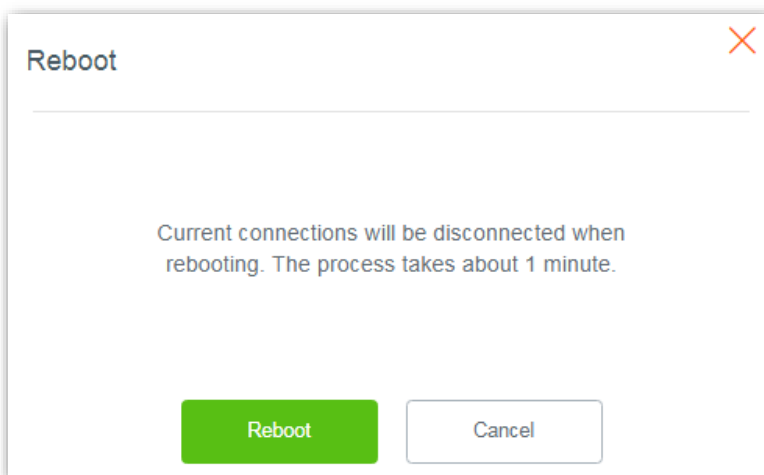 Reboot
Current connections will be disconnected when
rebooting. The process takes about 1 minute.
Reboot
Cancel